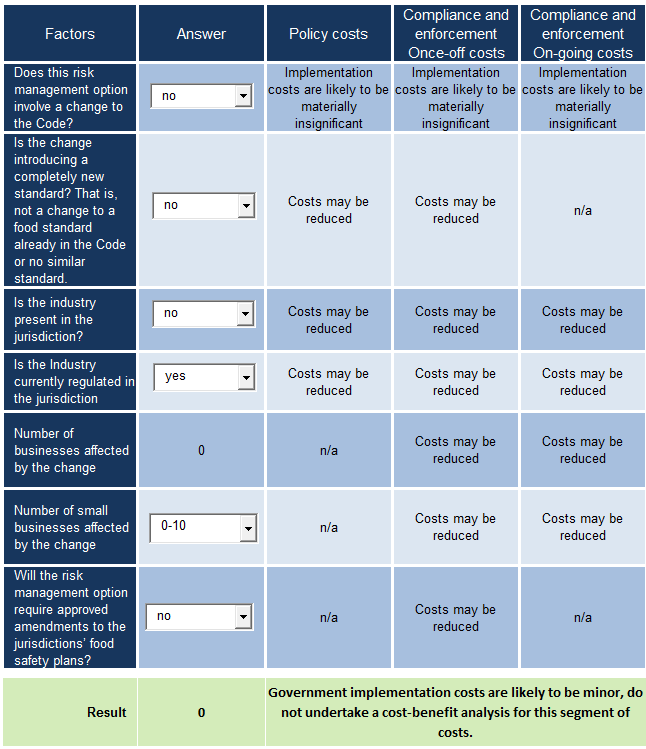 Factors
Answer
Policy costs
Compliance and
enforcement
Once-off costs
Compliance and
enforcement
On-going costs
Does this risk
management option
involve a change to
the Code?
no
Implementation
costs are likely to be
materially
insignificant
Implementation
costs are likely to be
materially
insignificant
Implementation
costs are likely to be
materially
insignificant
Is the change
introducing a
completely new
standard? That is,
not a change to a
food standard
already in the Code
or no similar
standard.
no
Costs may be
reduced
Costs may be
reduced
n/a
Is the industry
present in the
jurisdiction?
no
Costs may be
reduced
Costs may be
reduced
Costs may be
reduced
Is the Industry
currently regulated in
the jurisdiction
yes
Costs may be
reduced
Costs may be
reduced
Costs may be
reduced
Number of
businesses affected
by the change
0
n/a
Costs may be
reduced
Costs may be
reduced
Number of small
businesses affected
by the change
0-10
n/a
Costs may be
reduced
Costs may be
reduced
Will the risk
management option
require approved
amendments to the
jurisdictions' food
safety plans?
no
n/a
Costs may be
reduced
n/a
Result
0
Government implementation costs are likely to be minor, do
not undertake a cost-benefit analysis for this segment of
costs.